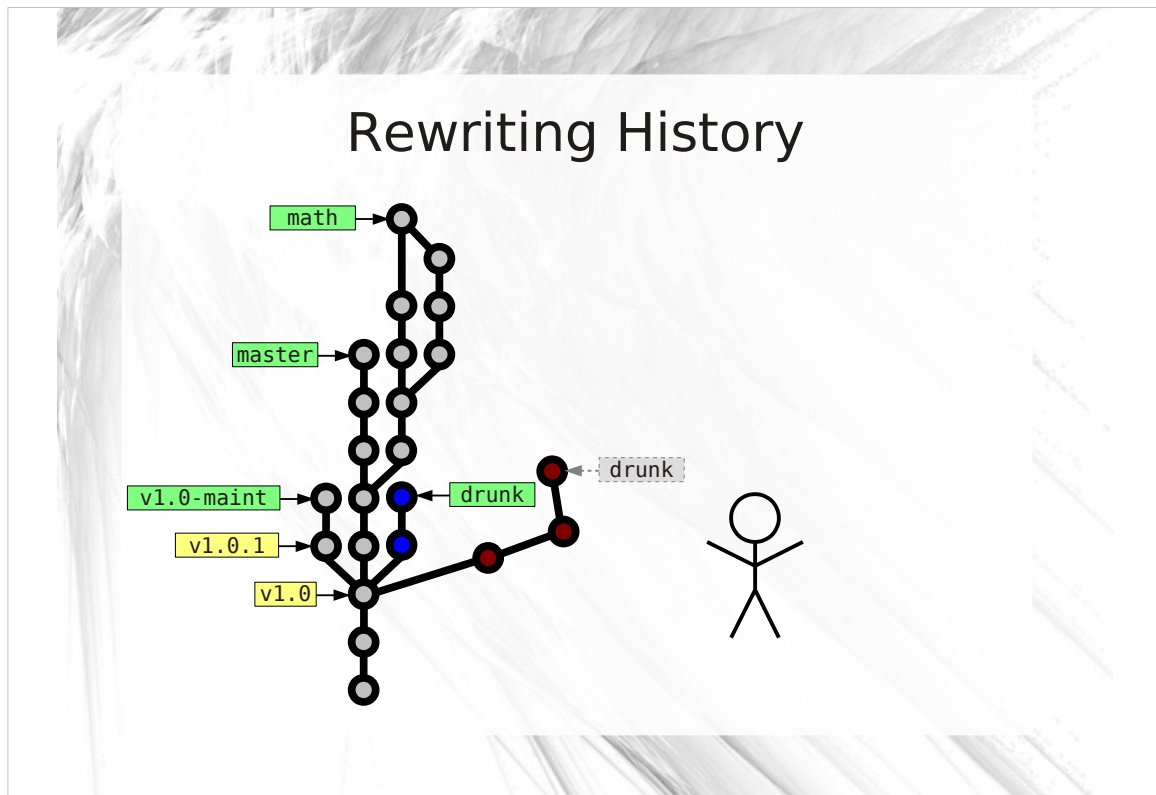 Rewriting History
math
master
drunk
v1.0-maint
drunk
v1.0.1
v1.0